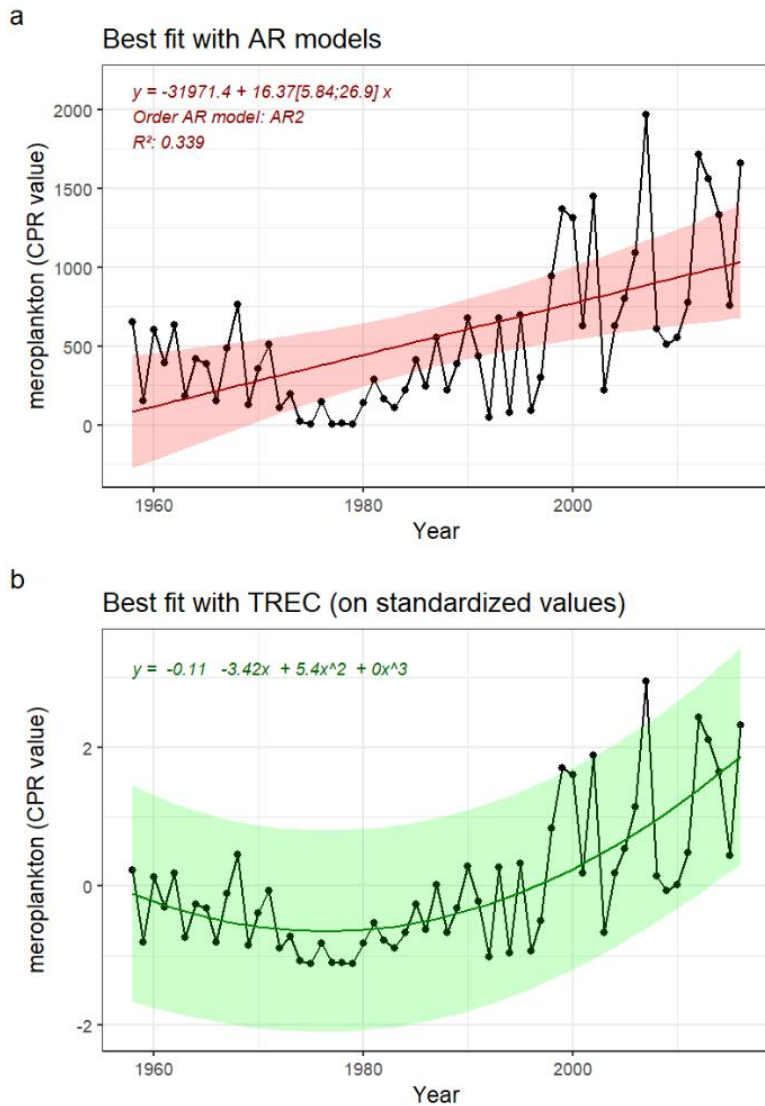 a
Best fit with AR models
y = -31971.4 + 16.37[5.84;26.9] x
Order AR model: AR2
R²: 0.339
2000
1500
1000
500
0
meroplankton (CPR value)
1960 1980 2000
Year
b
Best fit with TREC (on standardized values)
y = -0.11 -3.42x + 5.4x^2 + 0x^3
2
0
-2
meroplankton (CPR value)
1960 1980 2000
Year